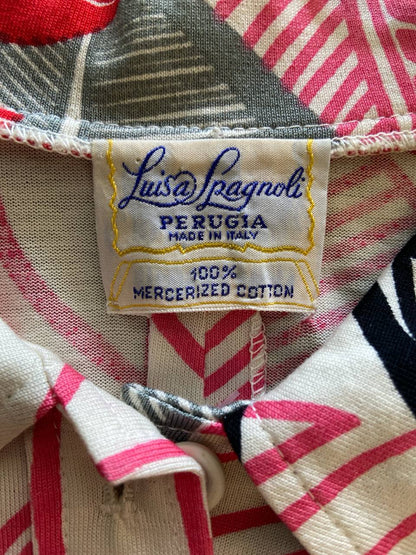 Luisa Spagnoli
PERUGIA
MADE IN ITALY
100%
MERCERIZED COTTON